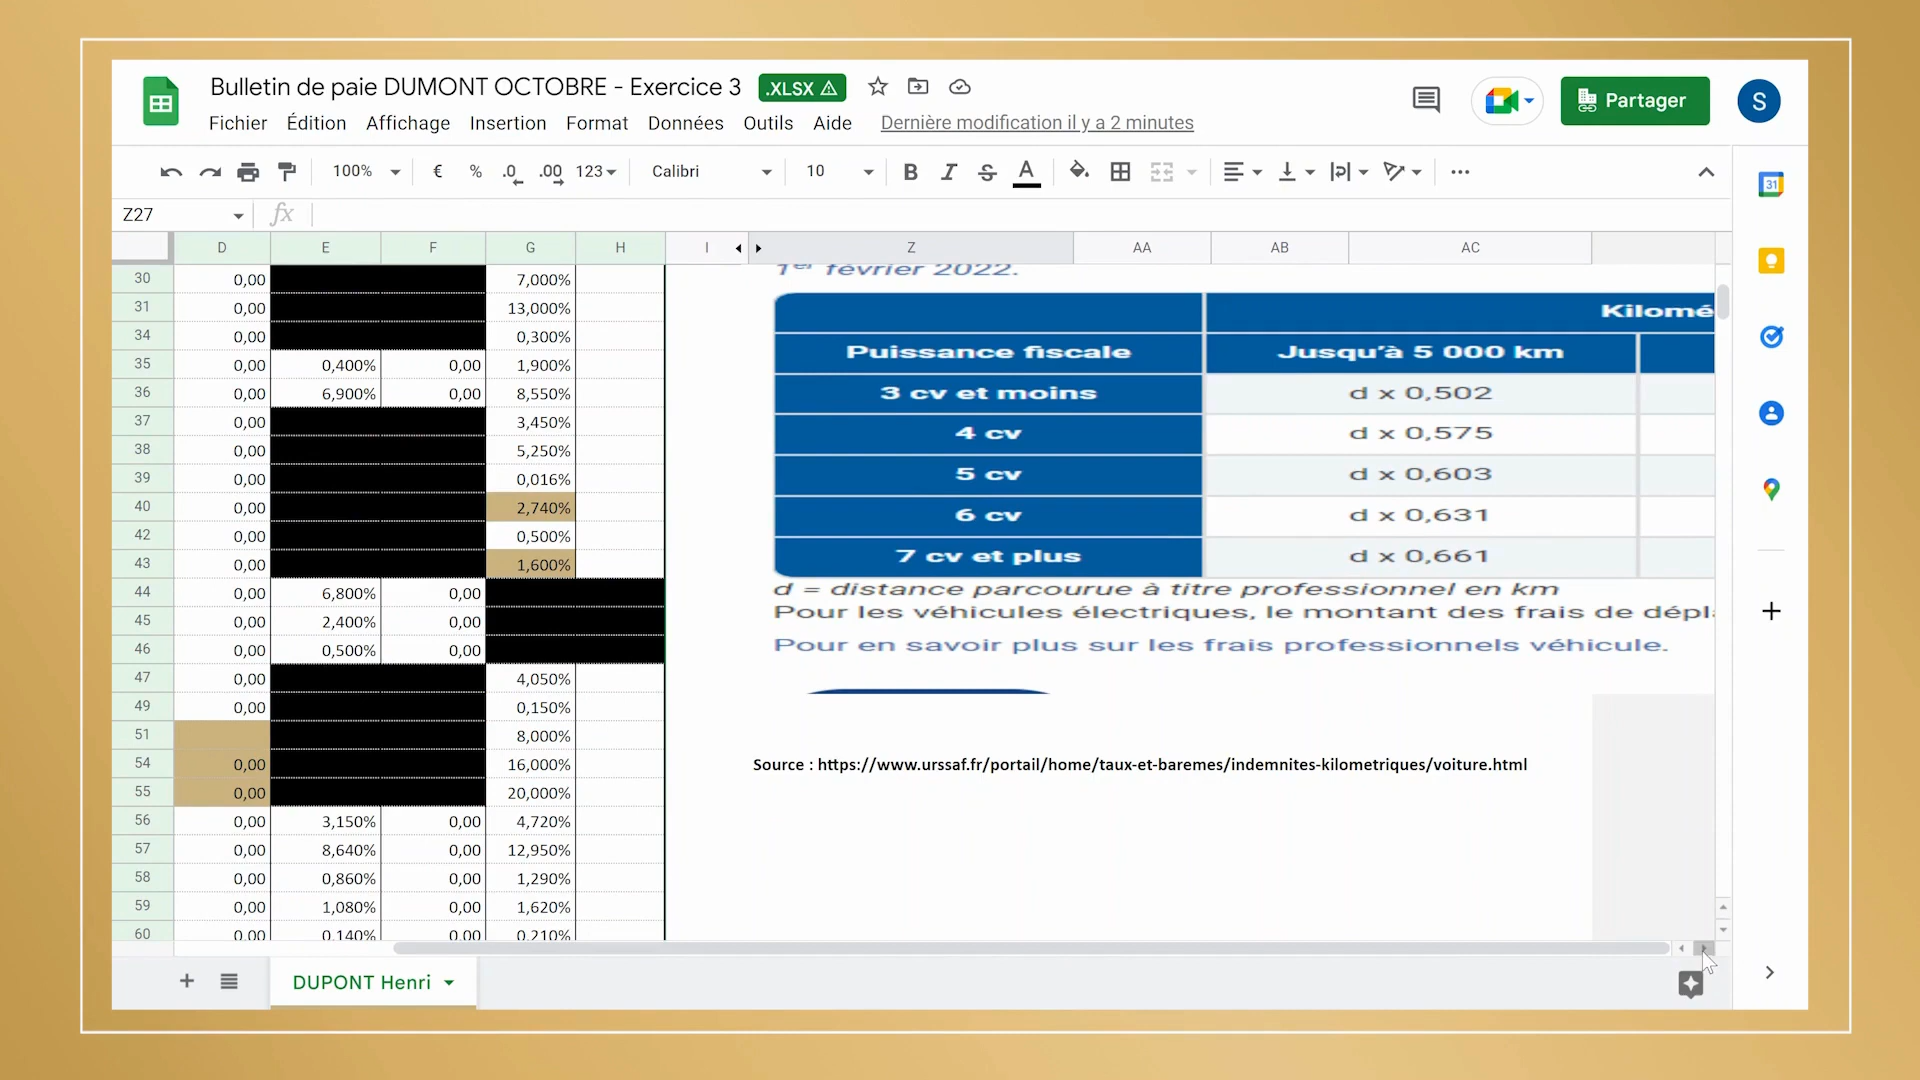 Bulletin de paie DUMONT OCTOBRE - Exercice 3 .XLSX
Partager
S
Fichier Édition Affichage Insertion Format Données Outils Aide Dernière modification il y a 2 minutes
100% € % .0 .00 123 Calibri 10 B I S A
31
Z27 fx
D E F G H I Z AA AB AC
30 0,00 7,000%
31 0,00 13,000%
34 0,00 0,300%
35 0,00 0,400% 0,00 1,900%
36 0,00 6,900% 0,00 8,550%
37 0,00 3,450%
38 0,00 5,250%
39 0,00 0,016%
40 0,00 2,740%
42 0,00 0,500%
43 0,00 1,600%
44 0,00 6,800% 0,00
45 0,00 2,400% 0,00
46 0,00 0,500% 0,00
47 0,00 4,050%
49 0,00 0,150%
51 8,000%
54 0,00 16,000%
55 0,00 20,000%
56 0,00 3,150% 0,00 4,720%
57 0,00 8,640% 0,00 12,950%
58 0,00 0,860% 0,00 1,290%
59 0,00 1,080% 0,00 1,620%
60 0,00 0,140% 0,00 0,210%
1er février 2022.
Kilomé
Puissance fiscale Jusqu'à 5 000 km
3 cv et moins d x 0,502
4 cv d x 0,575
5 cv d x 0,603
6 cv d x 0,631
7 cv et plus d x 0,661
d = distance parcourue à titre professionnel en km
Pour les véhicules électriques, le montant des frais de dépl
Pour en savoir plus sur les frais professionnels véhicule.
Source : https://www.urssaf.fr/portail/home/taux-et-baremes/indemnites-kilometriques/voiture.html
DUPONT Henri